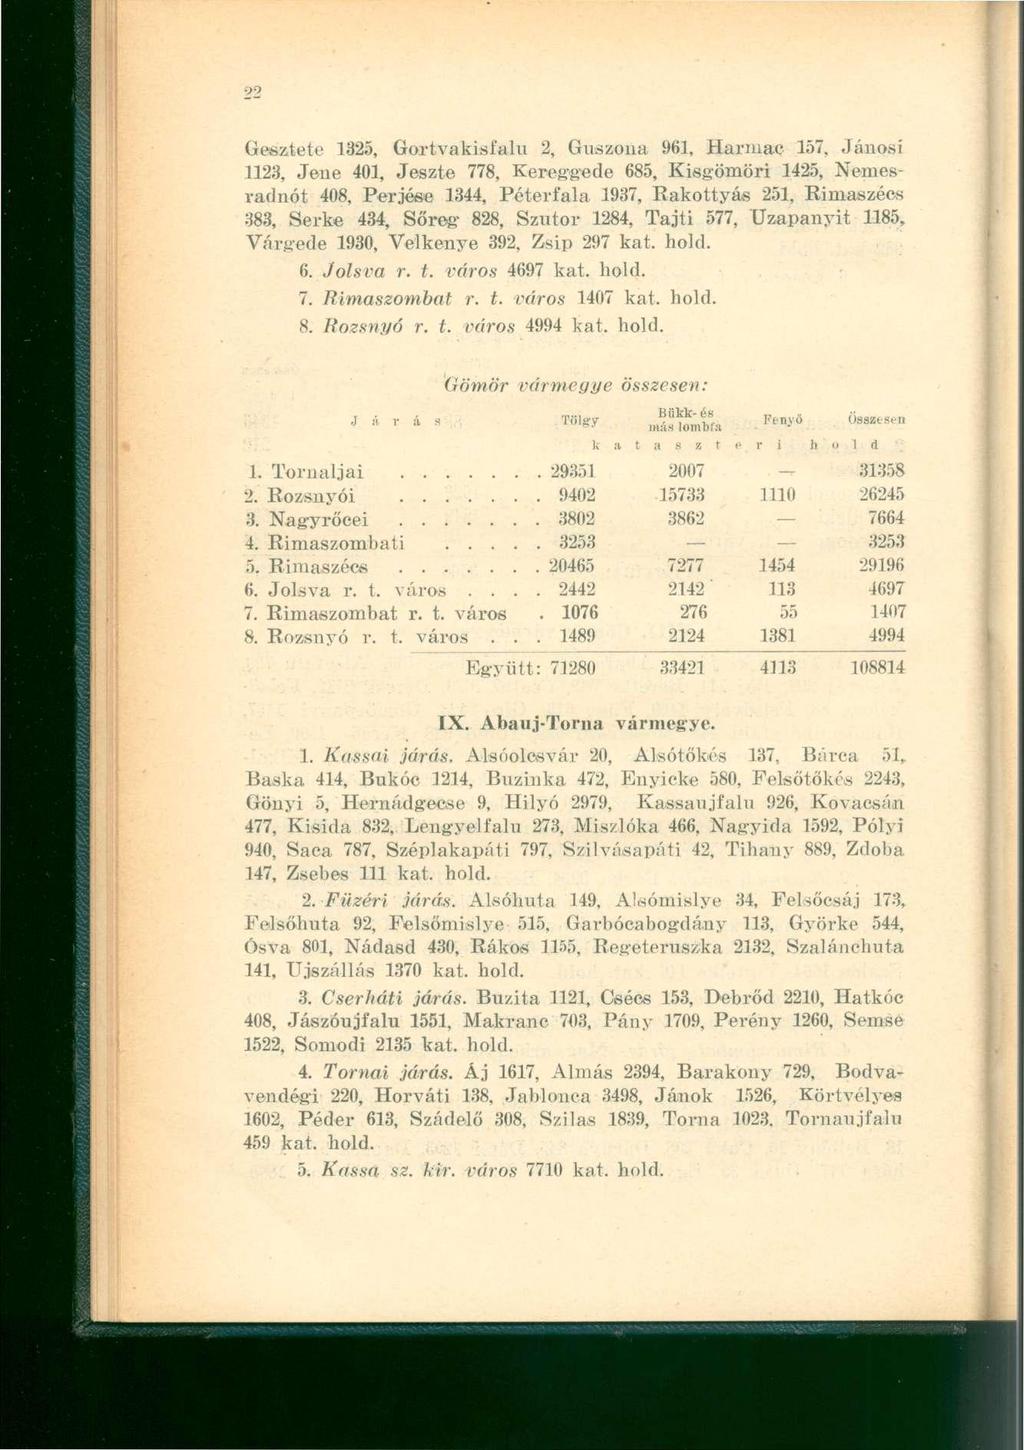 22
Gesztete 1325, Gortvakisfalu 2, Guszona 961, Harmac 157, Jánosi
1123, Jene 401, Jeszte 778, Kereggede 685, Kisgömöri 1425, Nemes-
radnót 408, Perjése 1344, Péterfala 1937, Rakottyás 251, Rimaszécs
383, Serke 434, Sőreg 828, Szutor 1284, Tajti 577, Uzapanyit 1185,
Várgede 1930, Velkenye 392, Zsip 297 kat. hold.
6. Jolsva r. t. város 4697 kat. hold.
7. Rimaszombat r. t. város 1407 kat. hold.
8. Rozsnyó r. t. város 4994 kat. hold.
Gömör vármegye összesen:
Járás Tölgy Bükk- és más lombfa Fenyő Összesen
kataszteri hold
1. Tornaljai . . . . . . . 29351 2007 — 31358
2. Rozsnyói . . . . . . . 9402 15733 1110 26245
3. Nagyrőcei . . . . . . . 3802 3862 — 7664
4. Rimaszombati . . . . . 3253 — — 3253
5. Rimaszécs . . . . . . . 20465 7277 1454 29196
6. Jolsva r. t. város . . . . 2442 2142 113 4697
7. Rimaszombat r. t. város . 1076 276 55 1407
8. Rozsnyó r. t. város . . . 1489 2124 1381 4994
Együtt: 71280 33421 4113 108814
IX. Abauj-Torna vármegye.
1. Kassai járás. Alsóolcsvár 20, Alsótőkés 137, Bárca 51,
Baska 414, Bukóc 1214, Buzinka 472, Enyicke 580, Felsőtőkés 2243,
Gönyi 5, Hernádgecse 9, Hilyó 2979, Kassaujfalu 926, Kovacsán
477, Kisida 832, Lengyelfalu 273, Miszlóka 466, Nagyida 1592, Pólyi
940, Saca 787, Széplakapáti 797, Szilvásapáti 42, Tihany 889, Zdoba
147, Zsebes 111 kat. hold.
2. Füzéri járás. Alsóhuta 149, Alsómislye 34, Felsőcsáj 173,
Felsőhuta 92, Felsőmislye 515, Garbócabogdány 113, Györke 544,
Ósva 801, Nádasd 430, Rákos 1155, Regeteruszka 2132, Szalánchuta
141, Ujszállás 1370 kat. hold.
3. Cserháti járás. Buzita 1121, Csécs 153, Debrőd 2210, Hatkóc
408, Jászóujfalu 1551, Makranc 703, Pány 1709, Perény 1260, Semse
1522, Somodi 2135 kat. hold.
4. Tornai járás. Áj 1617, Almás 2394, Barakony 729, Bodva-
vendégi 220, Horváti 138, Jablonca 3498, Jánok 1526, Körtvélyes
1602, Péder 613, Szádelő 308, Szilas 1839, Torna 1023, Tornaujfalu
459 kat. hold.
5. Kassa sz. kir. város 7710 kat. hold.